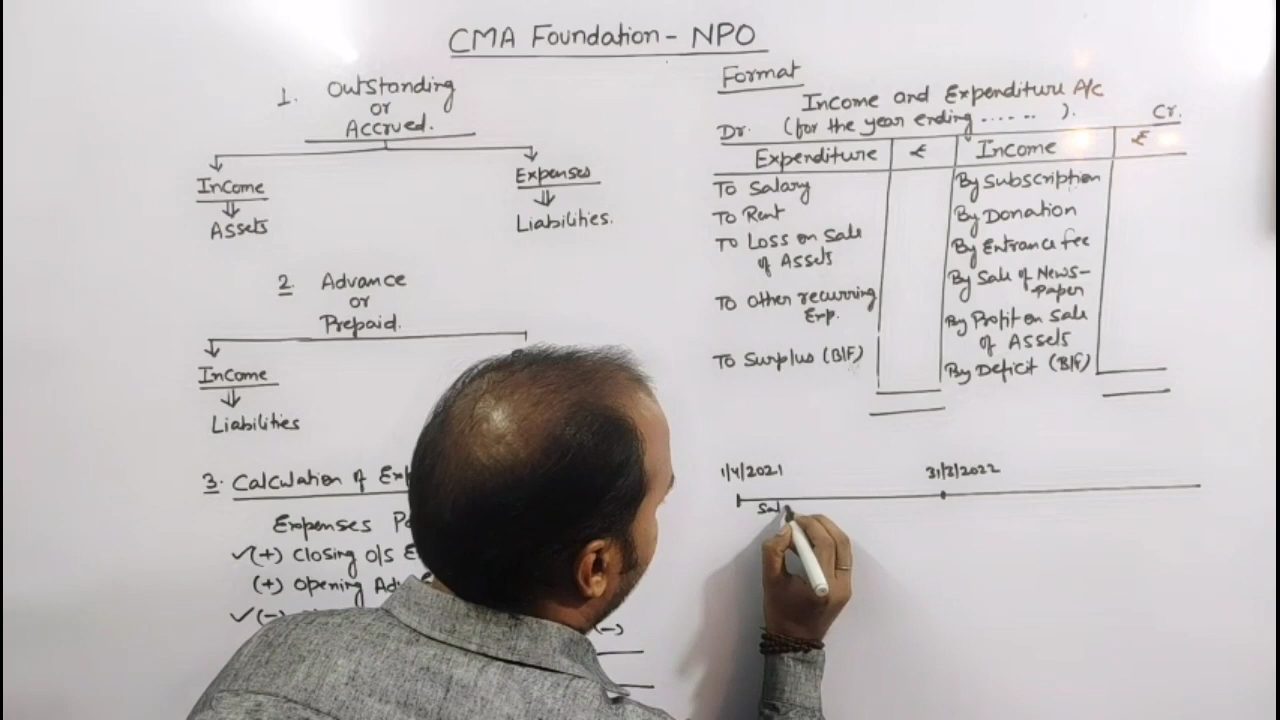 CMA Foundation - NPO
1. Outstanding
or
Accrued.
Income
Expenses
Assets
Liabilities.
2. Advance
or
Prepaid.
Income
Liabilities
3. Calculation of
Expenses
✓(+) Closing o/s
(+) Opening
✓(-)
(-)
Format
Income and Expenditure A/c
Dr. (for the year ending ......). Cr.
Expenditure ₹ Income ₹
To Salary
To Rent
To Loss on Sale
of Assets
To Other recurring
Exp.
To Surplus (B/F)
By Subscription
By Donation
By Entrance fee
By Sale of News-
Paper
By Profit on Sale
of Assets
By Deficit (B/F)
1/4/2021 31/3/2022
Sal